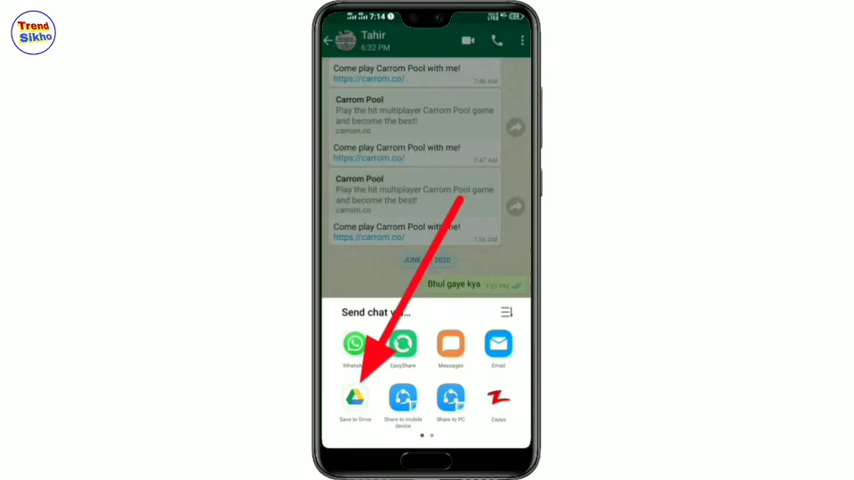 Trend
Sikho
7:14
Tahir
6:32 PM
Come play Carrom Pool with me!
https://carrom.co/
7:46 AM
Carrom Pool
Play the hit multiplayer Carrom Pool game
and become the best!
carrom.co
Come play Carrom Pool with me!
https://carrom.co/
7:47 AM
Carrom Pool
Play the hit multiplayer Carrom Pool game
and become the best!
carrom.co
Come play Carrom Pool with me!
https://carrom.co/
7:56 AM
JUNE 2020
Bhul gaye kya
Send chat
EasyShare
Messages
Email
Save to Drive
Share to mobile
device
Share to PC
Zapya